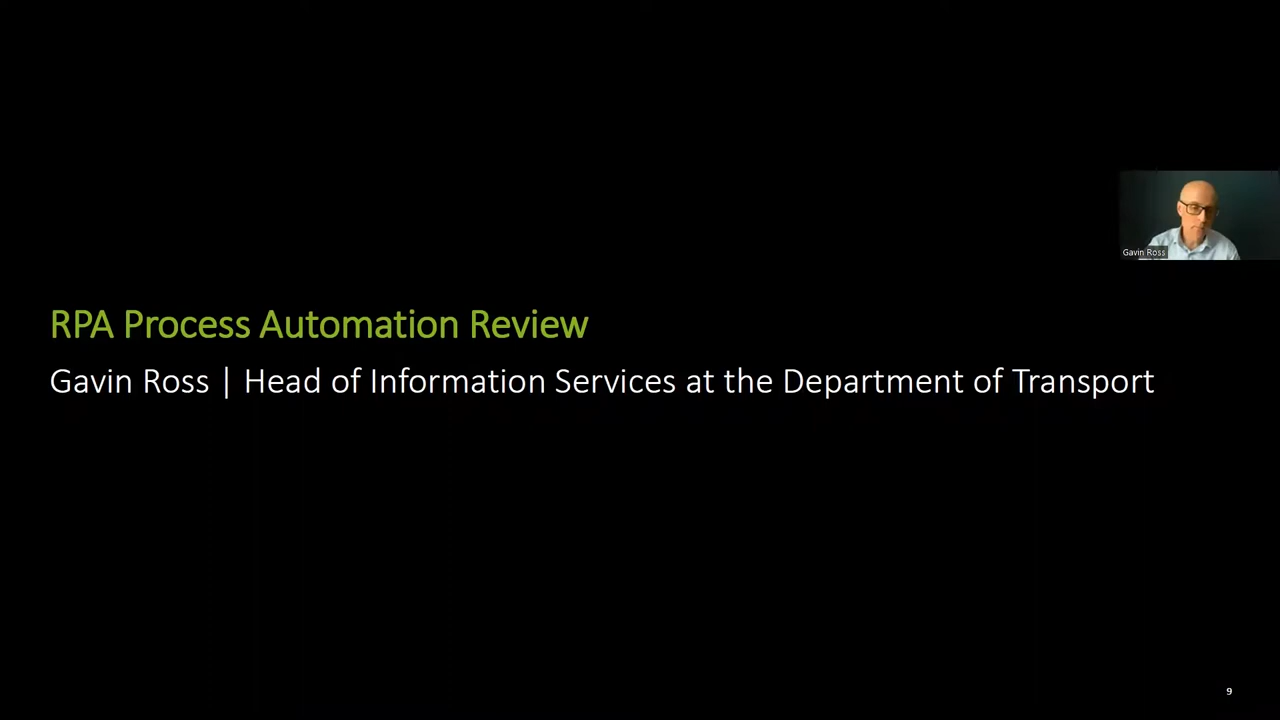 Gavin Ross
RPA Process Automation Review
Gavin Ross | Head of Information Services at the Department of Transport
9